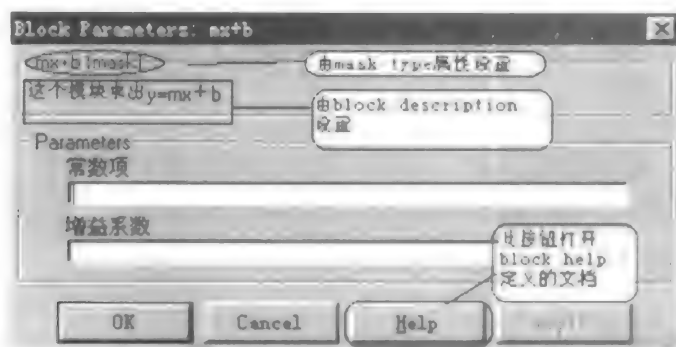 Block Parameters: mx+b
mx+b (mask)
由mask type属性设置
这个模块求出y=mx+b
由block description
设置
Parameters
常数项
增益系数
此按钮打开
block help
定义的文档
OK
Cancel
Help